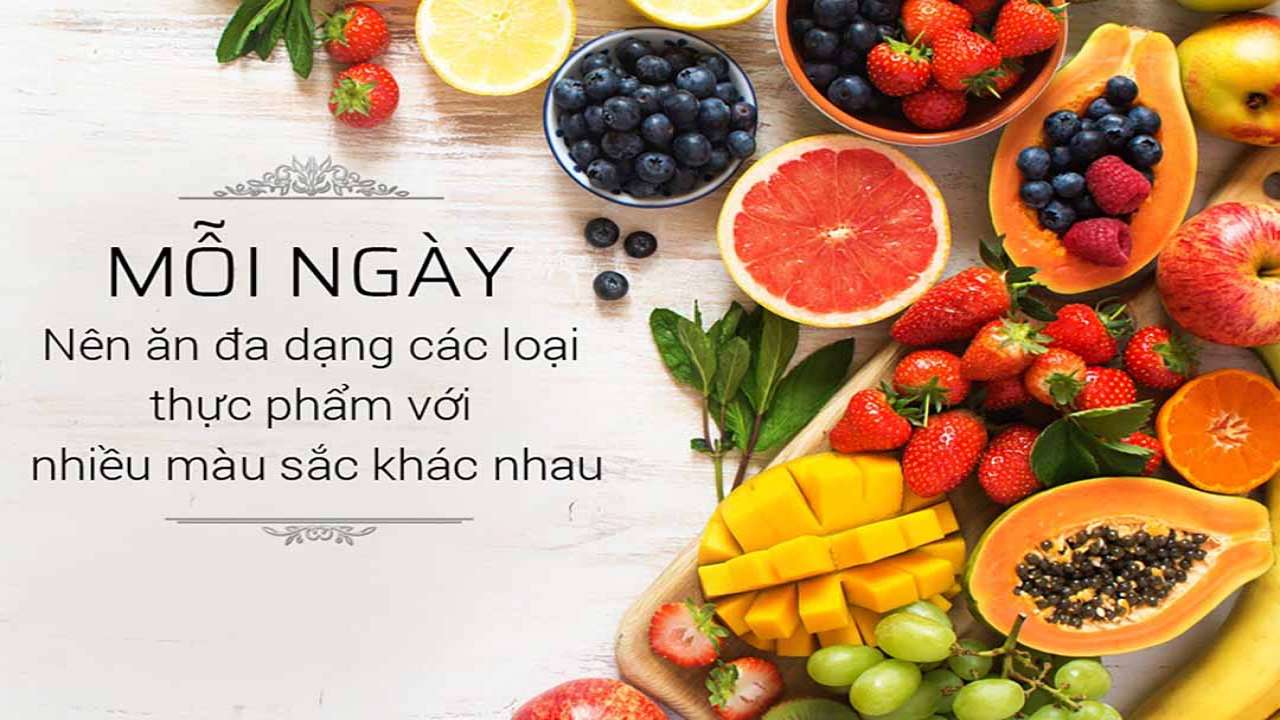 MỖI NGÀY
Nên ăn đa dạng các loại
thực phẩm với
nhiều màu sắc khác nhau